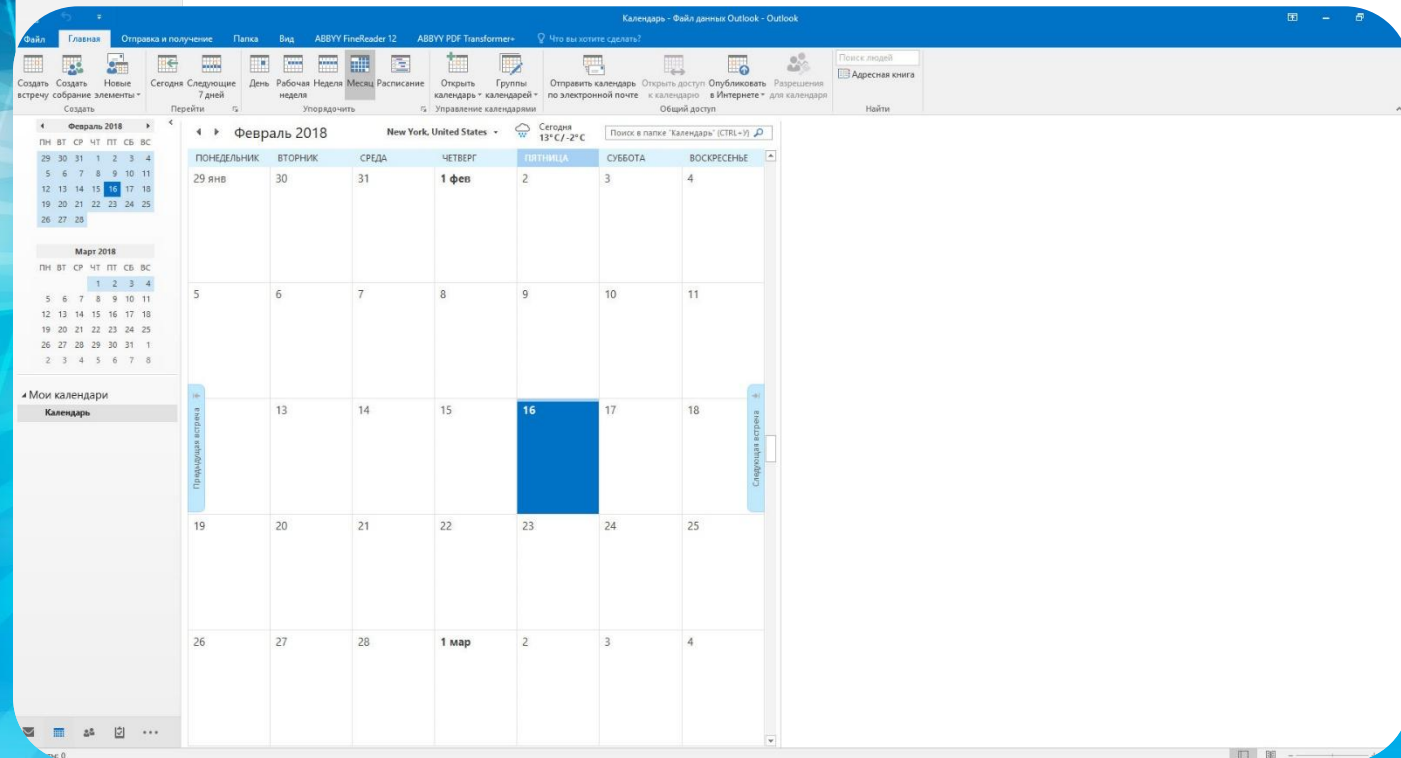 Календарь - Файл данных Outlook - Outlook
Файл Главная Отправка и получение Папка Вид ABBYY FineReader 12 ABBYY PDF Transformer+ Что вы хотите сделать?
Создать встречу
Создать собрание
Новые элементы
Создать
Сегодня
Следующие 7 дней
Перейти
День
Рабочая неделя
Неделя
Месяц
Расписание
Упорядочить
Открыть календарь
Группы календарей
Управление календарями
Отправить календарь по электронной почте
Открыть доступ к календарю
Опубликовать в Интернете
Разрешения для календаря
Общий доступ
Поиск людей
Адресная книга
Найти
Февраль 2018
ПН ВТ СР ЧТ ПТ СБ ВС
29 30 31 1 2 3 4
5 6 7 8 9 10 11
12 13 14 15 16 17 18
19 20 21 22 23 24 25
26 27 28
Март 2018
ПН ВТ СР ЧТ ПТ СБ ВС
1 2 3 4
5 6 7 8 9 10 11
12 13 14 15 16 17 18
19 20 21 22 23 24 25
26 27 28 29 30 31 1
2 3 4 5 6 7 8
Мои календари
Календарь
Февраль 2018
New York, United States
Сегодня
13°C/-2°C
Поиск в папке "Календарь" (CTRL+У)
ПОНЕДЕЛЬНИК ВТОРНИК СРЕДА ЧЕТВЕРГ ПЯТНИЦА СУББОТА ВОСКРЕСЕНЬЕ
29 янв 30 31 1 фев 2 3 4
5 6 7 8 9 10 11
13 14 15 16 17 18
Предыдущая встреча
Следующая встреча
19 20 21 22 23 24 25
26 27 28 1 мар 2 3 4